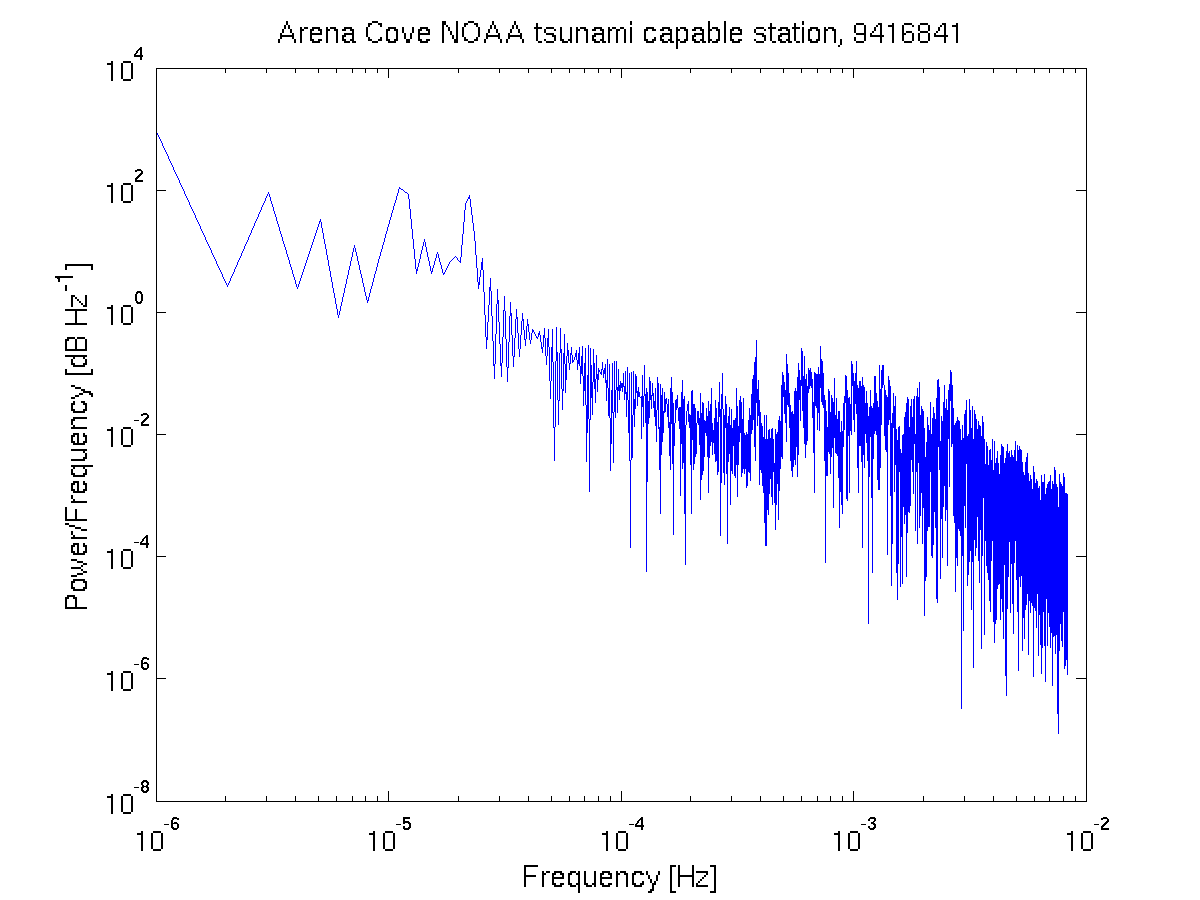 Arena Cove NOAA tsunami capable station, 9416841
10^4
10^2
10^0
10^-2
10^-4
10^-6
10^-8
Power/Frequency [dB Hz^-1]
10^-6 10^-5 10^-4 10^-3 10^-2
Frequency [Hz]